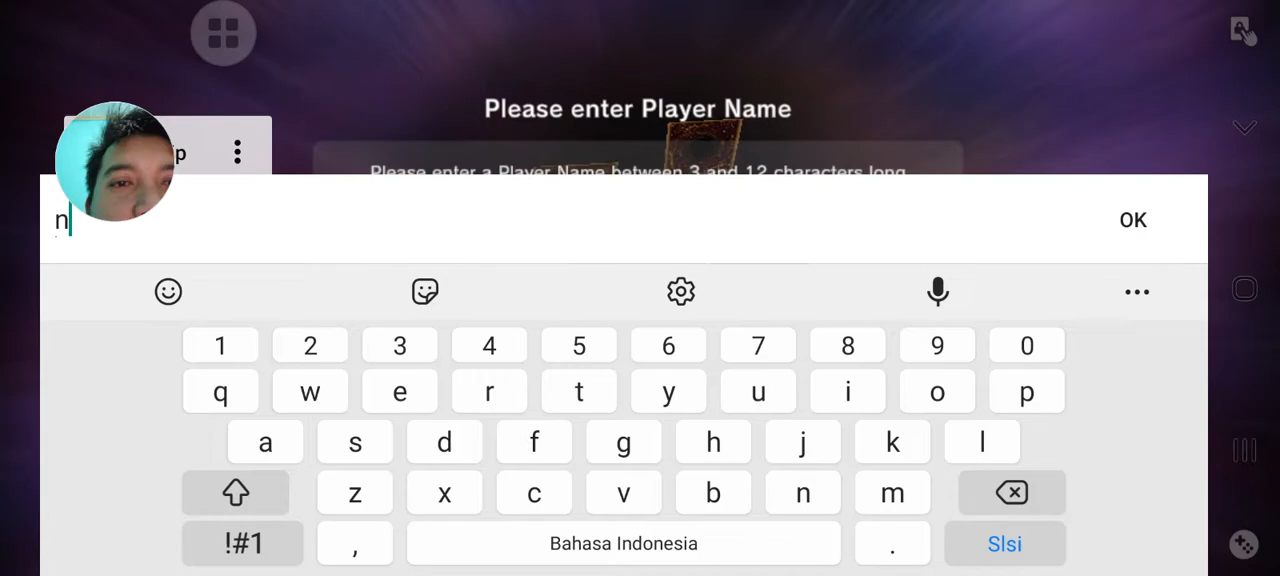 Please enter Player Name
Please enter a Player Name between 3 and 12 characters long
p
n
OK
1 2 3 4 5 6 7 8 9 0
q w e r t y u i o p
a s d f g h j k l
z x c v b n m
!#1 , Bahasa Indonesia . Slsi